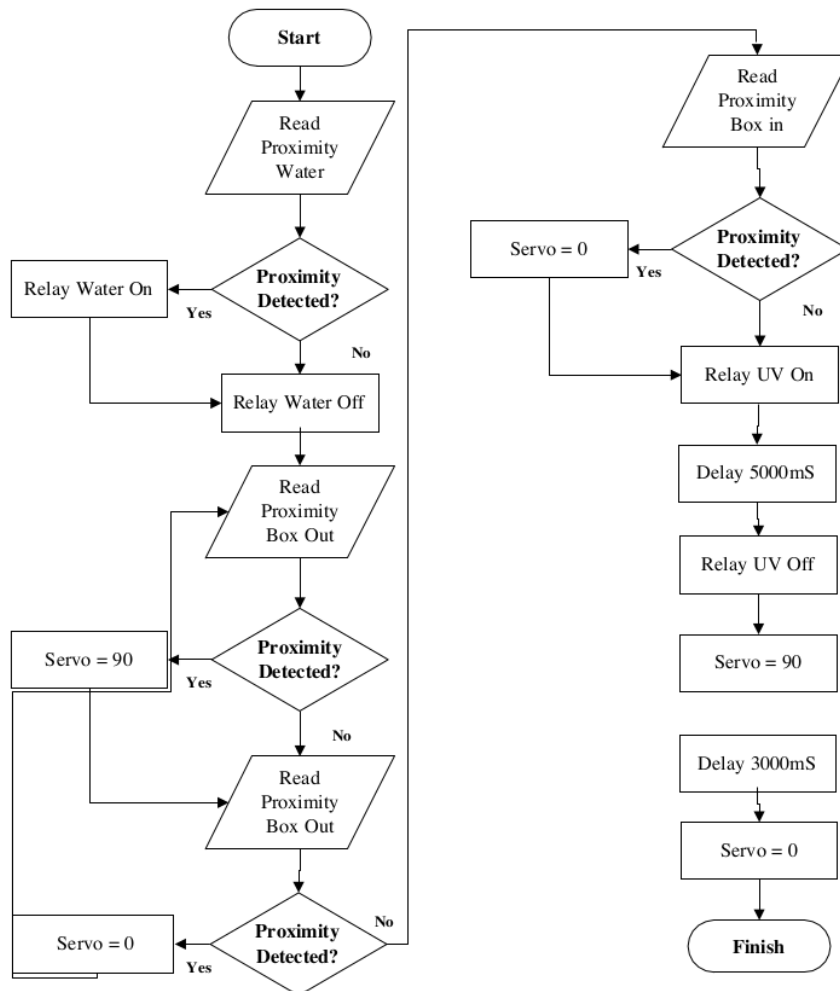 Start
Read
Proximity
Water
Proximity
Detected?
Yes
Relay Water On
No
Relay Water Off
Read
Proximity
Box Out
Proximity
Detected?
Yes
Servo = 90
No
Read
Proximity
Box Out
Proximity
Detected?
Yes
Servo = 0
No
Read
Proximity
Box in
Proximity
Detected?
Yes
Servo = 0
No
Relay UV On
Delay 5000mS
Relay UV Off
Servo = 90
Delay 3000mS
Servo = 0
Finish